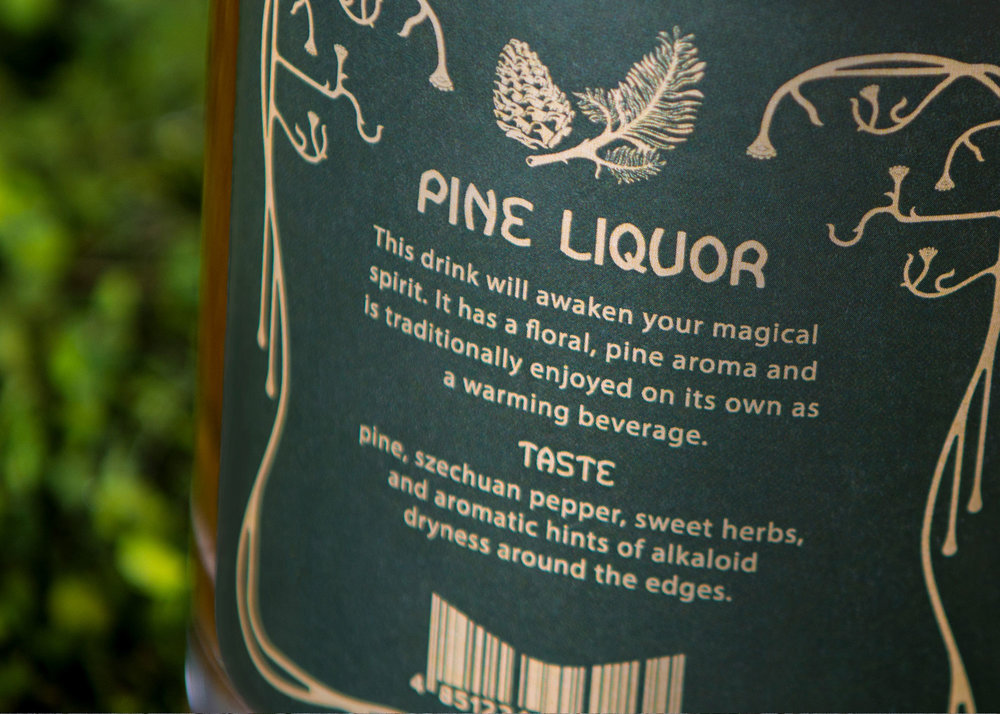 PINE LIQUOR
This drink will awaken your magical
spirit. It has a floral, pine aroma and
is traditionally enjoyed on its own as
a warming beverage.
TASTE
pine, szechuan pepper, sweet herbs,
and aromatic hints of alkaloid
dryness around the edges.
4 85123